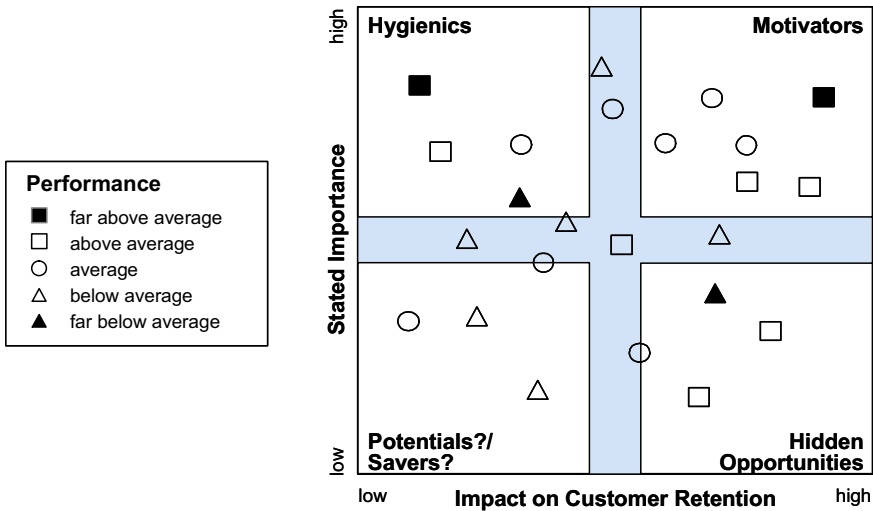 high
Hygienics
Motivators
Stated Importance
Performance
far above average
above average
average
below average
far below average
Potentials?/
Savers?
Hidden
Opportunities
low
low
Impact on Customer Retention
high